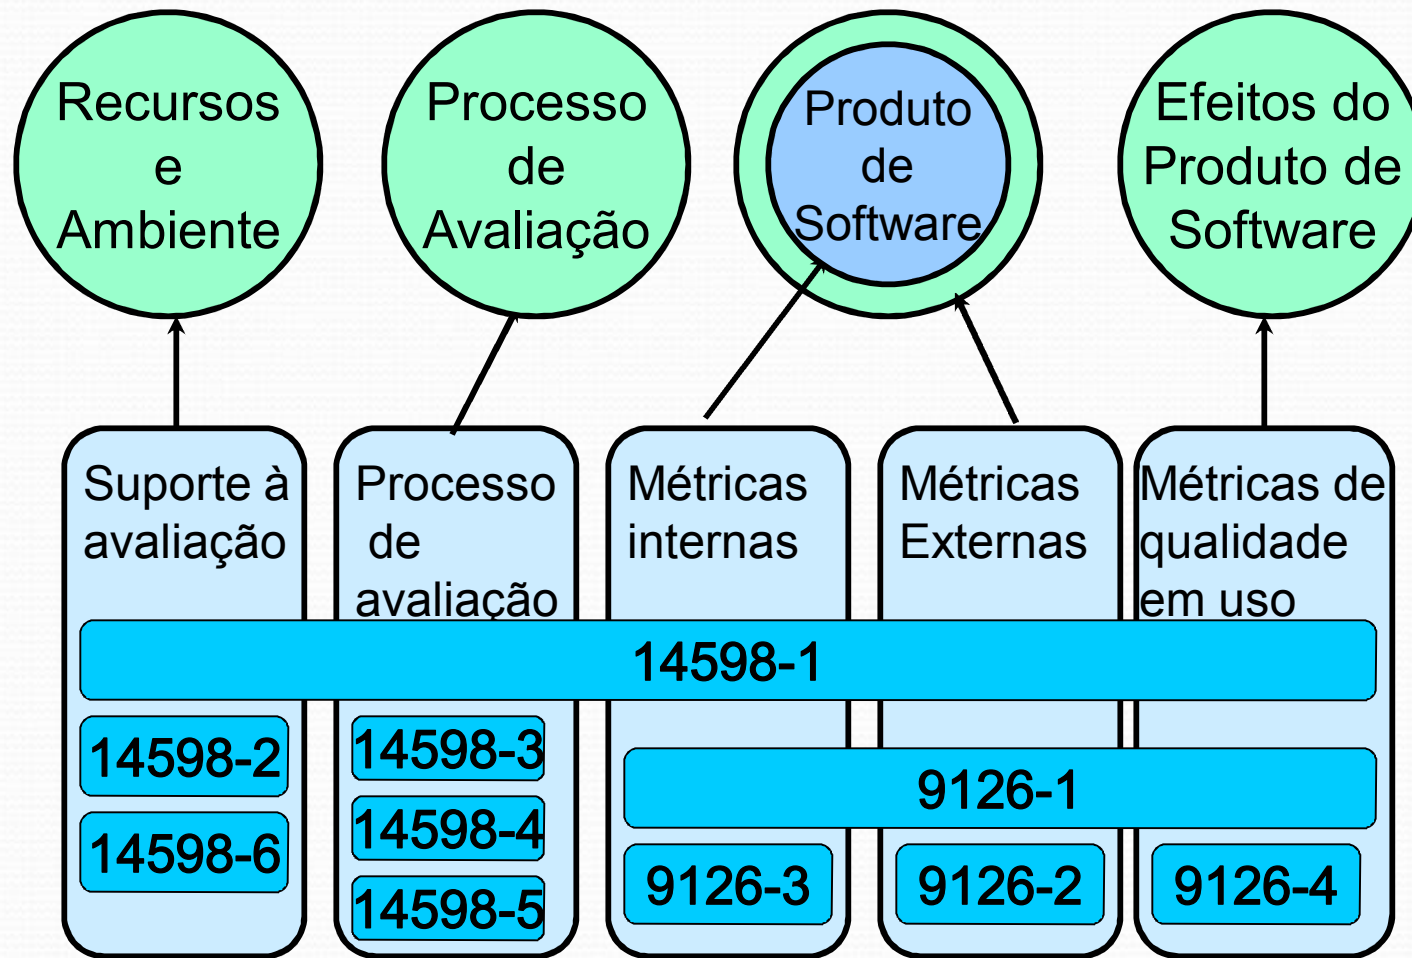 Recursos
e
Ambiente
Processo
de
Avaliação
Produto
de
Software
Efeitos do
Produto de
Software
Suporte à
avaliação
Processo
de
avaliação
Métricas
internas
Métricas
Externas
Métricas de
qualidade
em uso
14598-1
14598-2
14598-6
14598-3
14598-4
14598-5
9126-1
9126-3
9126-2
9126-4